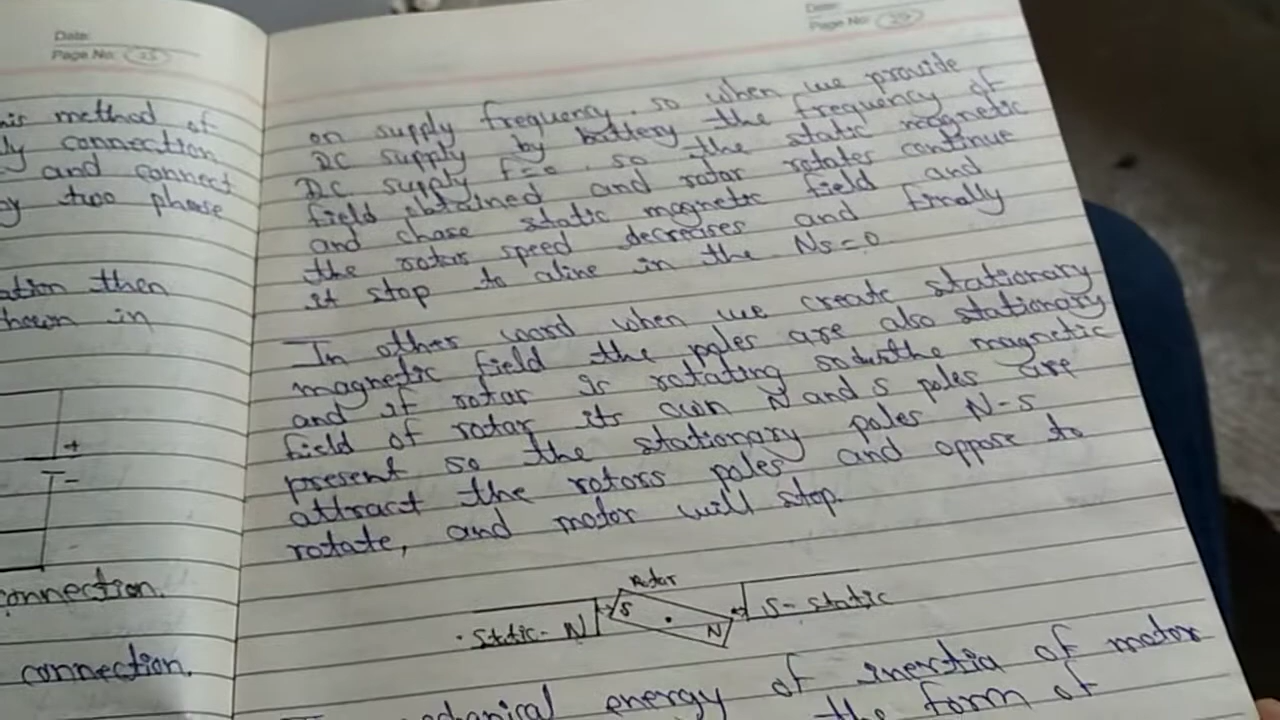 Date:
Page No: 25
his method of
ly connection
and connect
two phase
ation then
hown in
+
-
onnection.
connection.
Date:
Page No:
on supply frequency. so when we provide
DC supply by battery the frequency of
DC supply f=0. so the static magnetic
field obtained and rotor rotates continue
and chase static magnetic field and
the rotor speed decreases and finally
it stop to aline in the Ns=0.
In other word when we create stationary
magnetic field the poles are also stationary
and if rotor is rotating so the magnetic
field of rotar its own N and S poles are
present so the stationary poles N-S
attract the rotors poles and oppose to
rotate, and motor will stop.
rotor
Static- N S N S- static
mechanical energy of inertia of motor
the form of